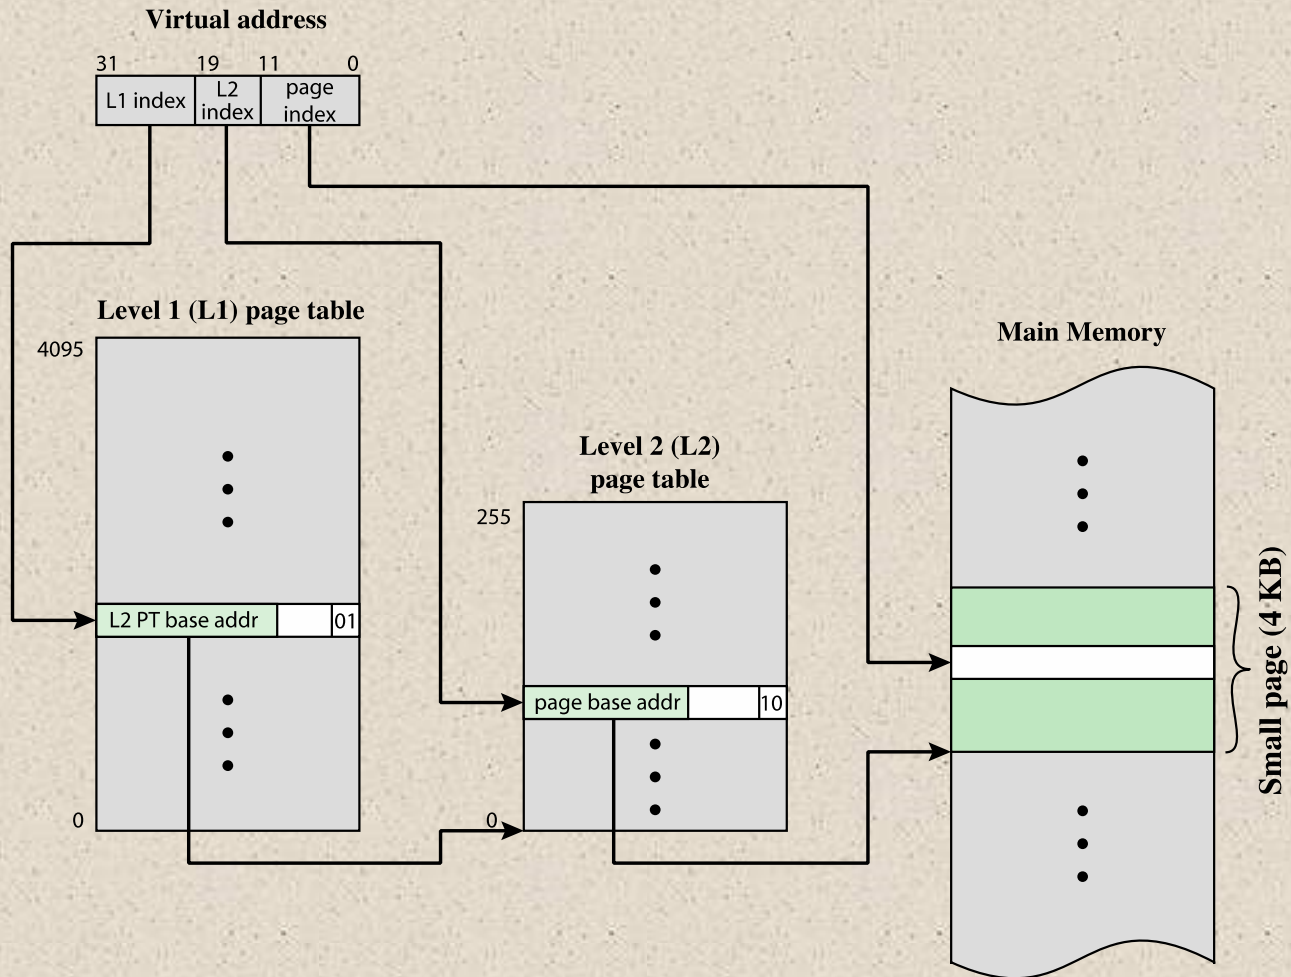 Virtual address
31 19 11 0
L1 index
L2
index
page
index
Level 1 (L1) page table
4095
L2 PT base addr 01
0
Level 2 (L2)
page table
255
page base addr 10
0
Main Memory
Small page (4 KB)